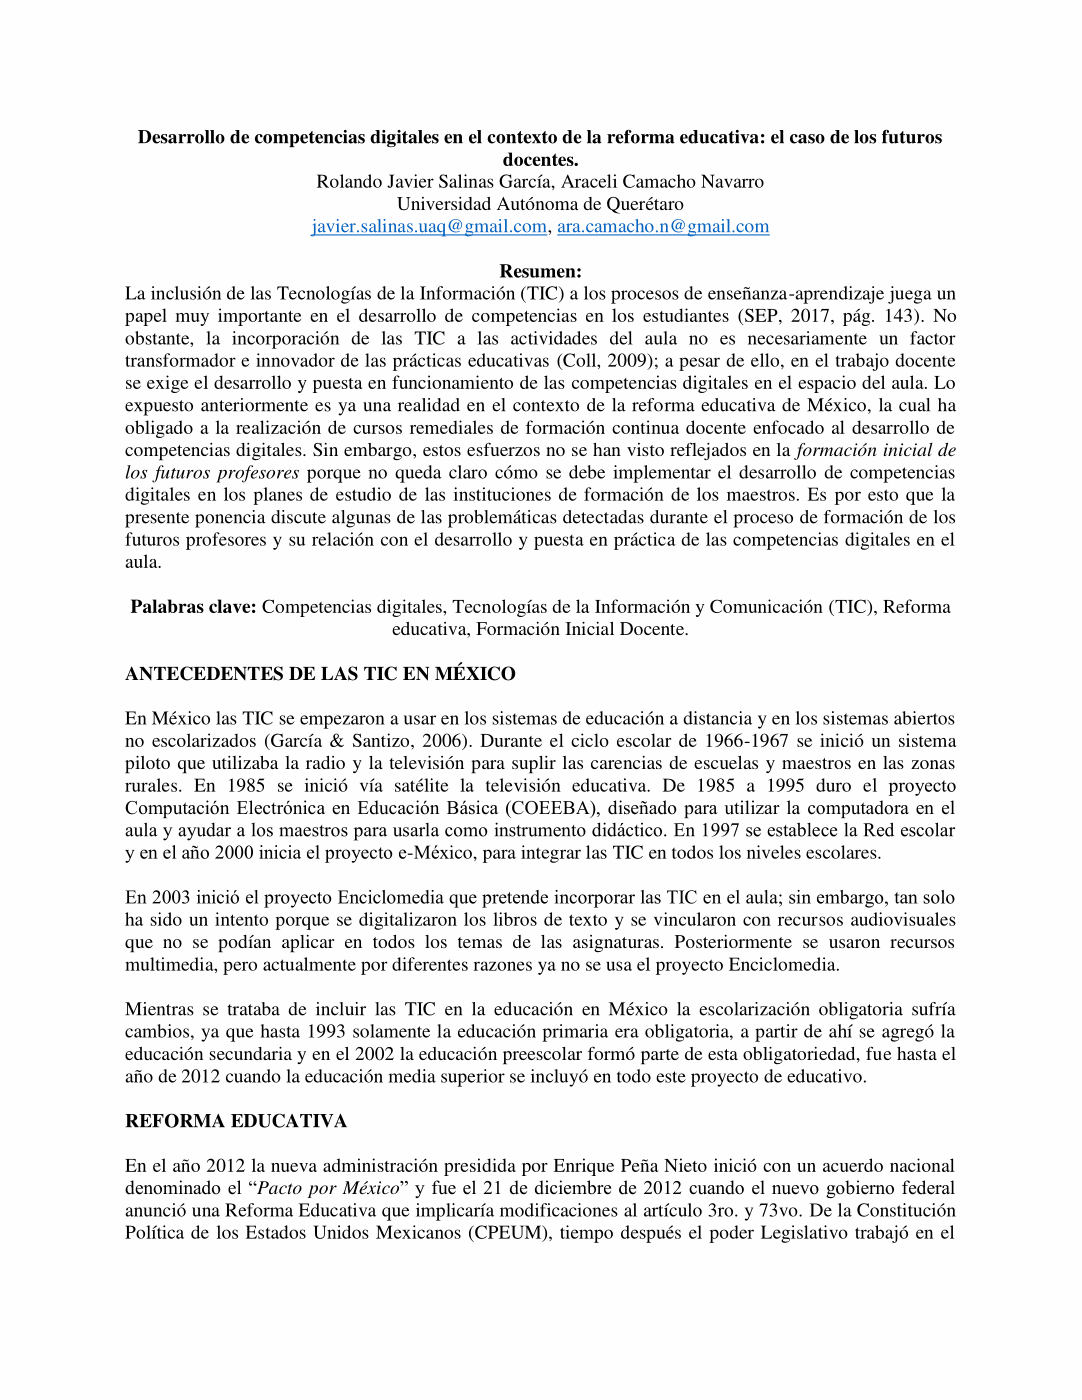 Desarrollo de competencias digitales en el contexto de la reforma educativa: el caso de los futuros
docentes.
Rolando Javier Salinas García, Araceli Camacho Navarro
Universidad Autónoma de Querétaro
javier.salinas.uaq@gmail.com, ara.camacho.n@gmail.com
Resumen:
La inclusión de las Tecnologías de la Información (TIC) a los procesos de enseñanza-aprendizaje juega un
papel muy importante en el desarrollo de competencias en los estudiantes (SEP, 2017, pág. 143). No
obstante, la incorporación de las TIC a las actividades del aula no es necesariamente un factor
transformador e innovador de las prácticas educativas (Coll, 2009); a pesar de ello, en el trabajo docente
se exige el desarrollo y puesta en funcionamiento de las competencias digitales en el espacio del aula. Lo
expuesto anteriormente es ya una realidad en el contexto de la reforma educativa de México, la cual ha
obligado a la realización de cursos remediales de formación continua docente enfocado al desarrollo de
competencias digitales. Sin embargo, estos esfuerzos no se han visto reflejados en la formación inicial de
los futuros profesores porque no queda claro cómo se debe implementar el desarrollo de competencias
digitales en los planes de estudio de las instituciones de formación de los maestros. Es por esto que la
presente ponencia discute algunas de las problemáticas detectadas durante el proceso de formación de los
futuros profesores y su relación con el desarrollo y puesta en práctica de las competencias digitales en el
aula.
Palabras clave: Competencias digitales, Tecnologías de la Información y Comunicación (TIC), Reforma
educativa, Formación Inicial Docente.
ANTECEDENTES DE LAS TIC EN MÉXICO
En México las TIC se empezaron a usar en los sistemas de educación a distancia y en los sistemas abiertos
no escolarizados (García & Santizo, 2006). Durante el ciclo escolar de 1966-1967 se inició un sistema
piloto que utilizaba la radio y la televisión para suplir las carencias de escuelas y maestros en las zonas
rurales. En 1985 se inició vía satélite la televisión educativa. De 1985 a 1995 duro el proyecto
Computación Electrónica en Educación Básica (COEEBA), diseñado para utilizar la computadora en el
aula y ayudar a los maestros para usarla como instrumento didáctico. En 1997 se establece la Red escolar
y en el año 2000 inicia el proyecto e-México, para integrar las TIC en todos los niveles escolares.
En 2003 inició el proyecto Enciclomedia que pretende incorporar las TIC en el aula; sin embargo, tan solo
ha sido un intento porque se digitalizaron los libros de texto y se vincularon con recursos audiovisuales
que no se podían aplicar en todos los temas de las asignaturas. Posteriormente se usaron recursos
multimedia, pero actualmente por diferentes razones ya no se usa el proyecto Enciclomedia.
Mientras se trataba de incluir las TIC en la educación en México la escolarización obligatoria sufría
cambios, ya que hasta 1993 solamente la educación primaria era obligatoria, a partir de ahí se agregó la
educación secundaria y en el 2002 la educación preescolar formó parte de esta obligatoriedad, fue hasta el
año de 2012 cuando la educación media superior se incluyó en todo este proyecto de educativo.
REFORMA EDUCATIVA
En el año 2012 la nueva administración presidida por Enrique Peña Nieto inició con un acuerdo nacional
denominado el “Pacto por México” y fue el 21 de diciembre de 2012 cuando el nuevo gobierno federal
anunció una Reforma Educativa que implicaría modificaciones al artículo 3ro. y 73vo. De la Constitución
Política de los Estados Unidos Mexicanos (CPEUM), tiempo después el poder Legislativo trabajó en el